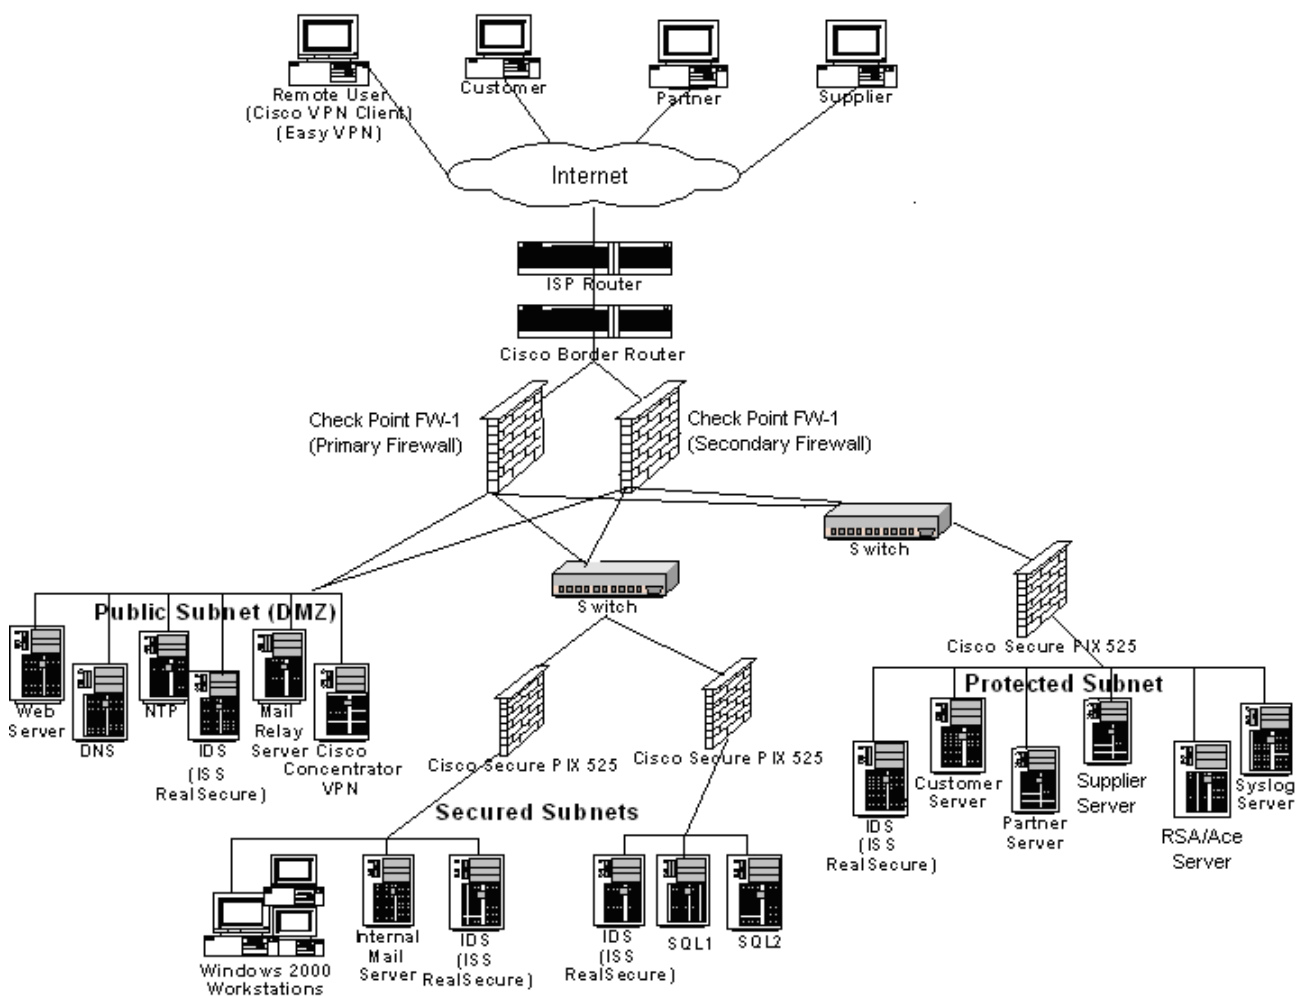 Remote User
(Cisco VPN Client)
(Easy VPN)
Customer
Partner
Supplier
Internet
ISP Router
Cisco Border Router
Check Point FW-1
(Primary Firewall)
Check Point FW-1
(Secondary Firewall)
Switch
Switch
Public Subnet (DMZ)
Web
Server
DNS
NTP
IDS
(ISS
RealSecure)
Mail
Relay
Server
Cisco
Concentrator
VPN
Cisco Secure PIX 525
Cisco Secure PIX 525
Cisco Secure PIX 525
Protected Subnet
IDS
(ISS
RealSecure)
Customer
Server
Partner
Server
Supplier
Server
RSA/Ace
Server
Syslog
Server
Secured Subnets
Windows 2000
Workstations
Internal
Mail
Server
IDS
(ISS
RealSecure)
IDS
(ISS
RealSecure)
SQL1
SQL2